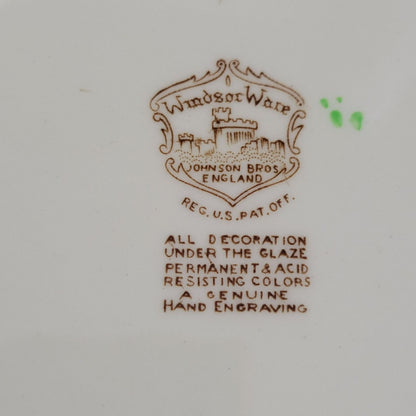 Windsor Ware
JOHNSON BROS
ENGLAND
REG. U.S. PAT. OFF.
ALL DECORATION
UNDER THE GLAZE
PERMANENT & ACID
RESISTING COLORS
A GENUINE
HAND ENGRAVING